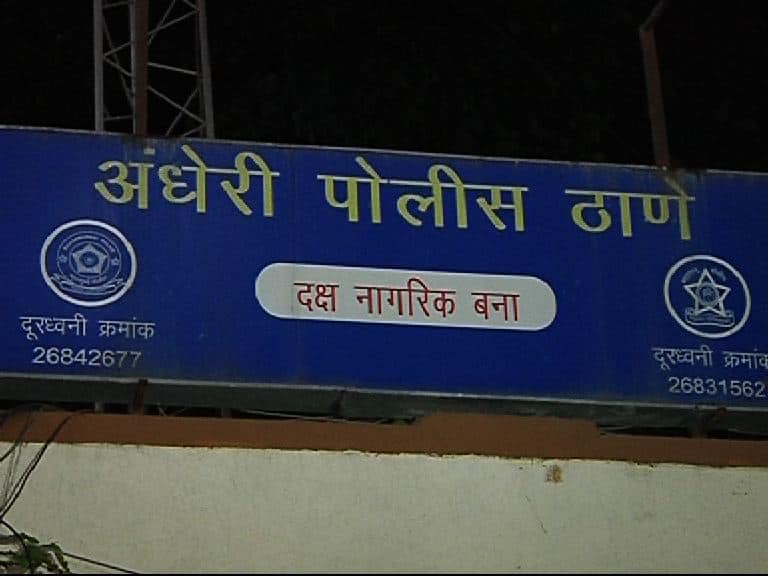 अंधेरी पोलीस ठाणे
दक्ष नागरिक बना
दूरध्वनी क्रमांक
26842677
दूरध्वनी क्रमांक
26831562